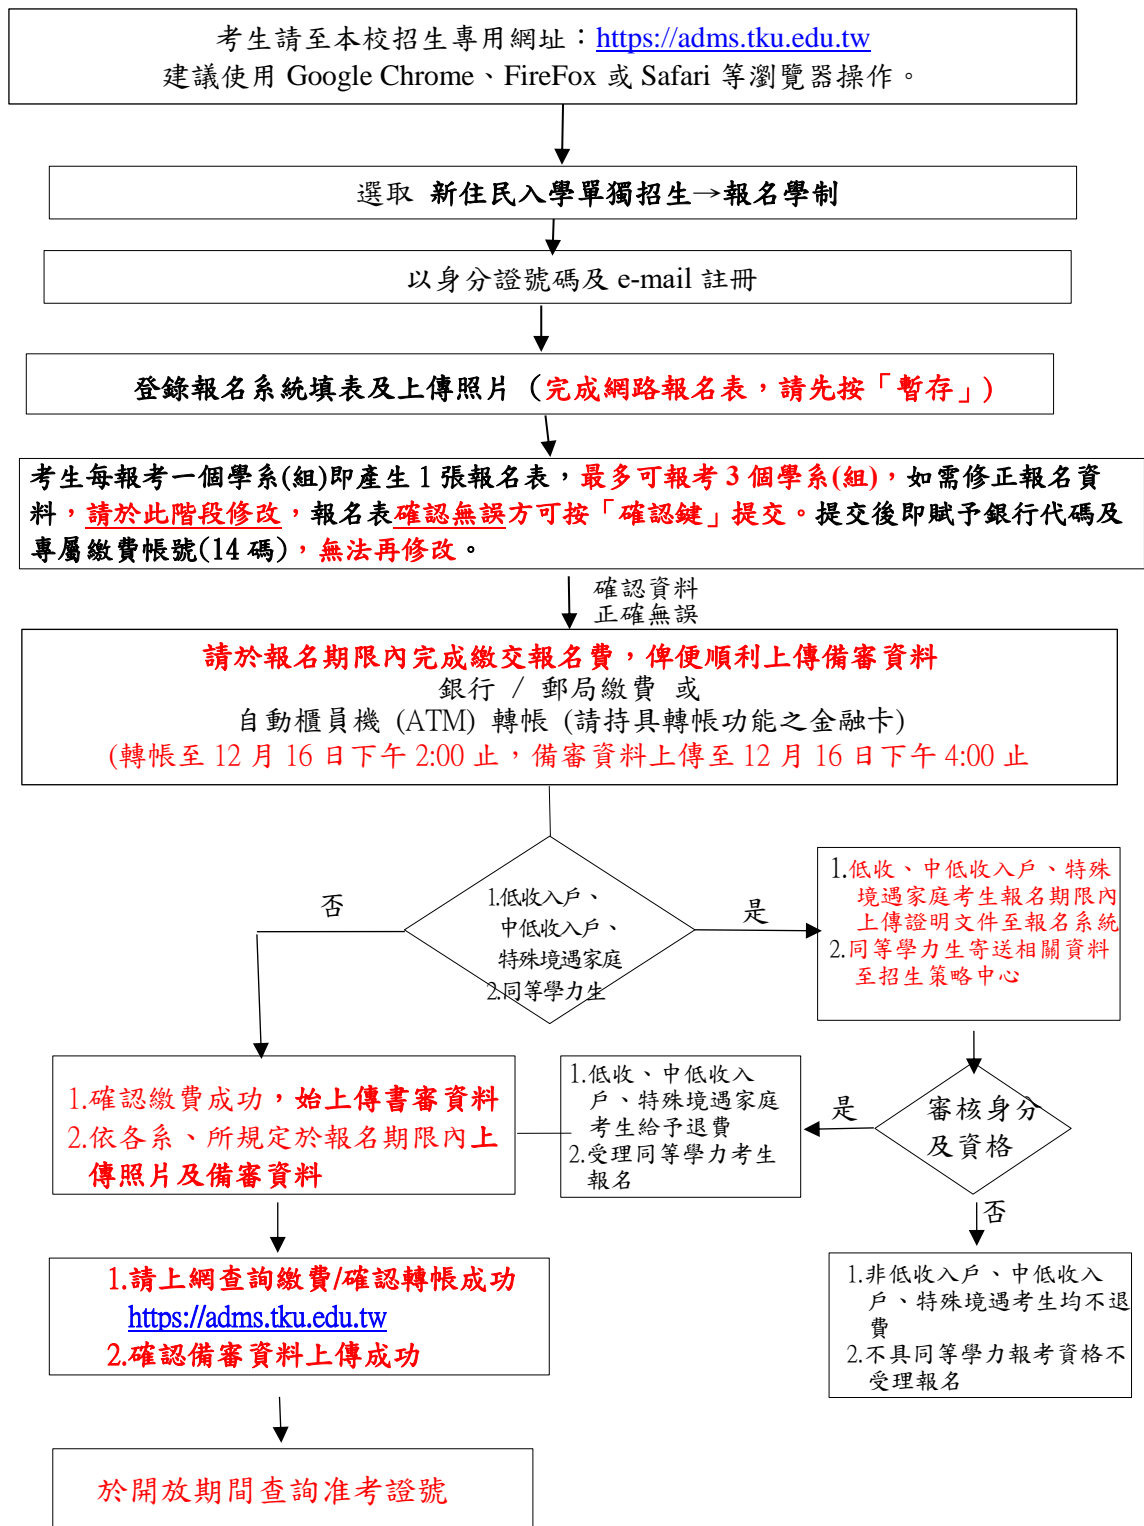 考生請至本校招生專用網址：https://adms.tku.edu.tw
建議使用 Google Chrome、FireFox 或 Safari 等瀏覽器操作。
選取 新住民入學單獨招生→報名學制
以身分證號碼及 e-mail 註冊
登錄報名系統填表及上傳照片（完成網路報名表，請先按「暫存」)
考生每報考一個學系(組)即產生 1 張報名表，最多可報考 3 個學系(組)，如需修正報名資
料，請於此階段修改，報名表確認無誤方可按「確認鍵」提交。提交後即賦予銀行代碼及
專屬繳費帳號(14 碼)，無法再修改。
確認資料
正確無誤
請於報名期限內完成繳交報名費，俾便順利上傳備審資料
銀行 / 郵局繳費 或
自動櫃員機 (ATM) 轉帳 (請持具轉帳功能之金融卡)
(轉帳至 12 月 16 日下午 2:00 止，備審資料上傳至 12 月 16 日下午 4:00 止
1.低收入戶、
中低收入戶、
特殊境遇家庭
2.同等學力生
否
是
1.低收、中低收入戶、特殊
境遇家庭考生報名期限內
上傳證明文件至報名系統
2.同等學力生寄送相關資料
至招生策略中心
審核身分
及資格
是
否
1.低收、中低收入
戶、特殊境遇家庭
考生給予退費
2.受理同等學力考生
報名
1.非低收入戶、中低收入
戶、特殊境遇考生均不退
費
2.不具同等學力報考資格不
受理報名
1.確認繳費成功，始上傳書審資料
2.依各系、所規定於報名期限內上
傳照片及備審資料
1.請上網查詢繳費/確認轉帳成功
https://adms.tku.edu.tw
2.確認備審資料上傳成功
於開放期間查詢准考證號